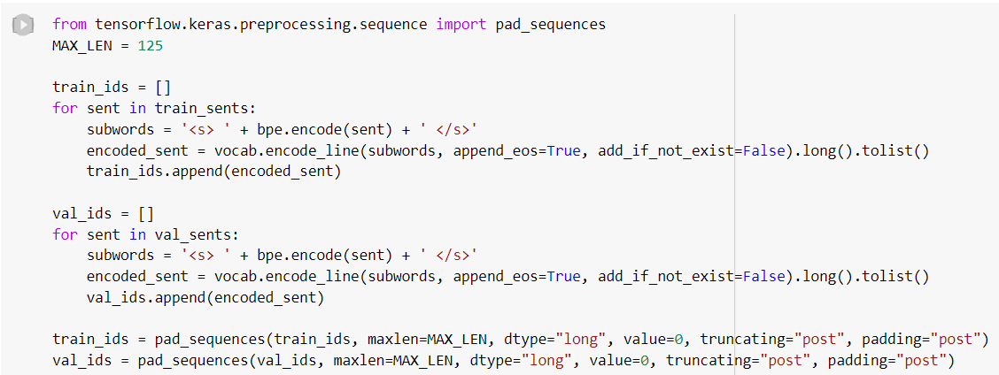 from tensorflow.keras.preprocessing.sequence import pad_sequences
MAX_LEN = 125
train_ids = []
for sent in train_sents:
    subwords = '<s> ' + bpe.encode(sent) + ' </s>'
    encoded_sent = vocab.encode_line(subwords, append_eos=True, add_if_not_exist=False).long().tolist()
    train_ids.append(encoded_sent)
val_ids = []
for sent in val_sents:
    subwords = '<s> ' + bpe.encode(sent) + ' </s>'
    encoded_sent = vocab.encode_line(subwords, append_eos=True, add_if_not_exist=False).long().tolist()
    val_ids.append(encoded_sent)
train_ids = pad_sequences(train_ids, maxlen=MAX_LEN, dtype="long", value=0, truncating="post", padding="post")
val_ids = pad_sequences(val_ids, maxlen=MAX_LEN, dtype="long", value=0, truncating="post", padding="post")